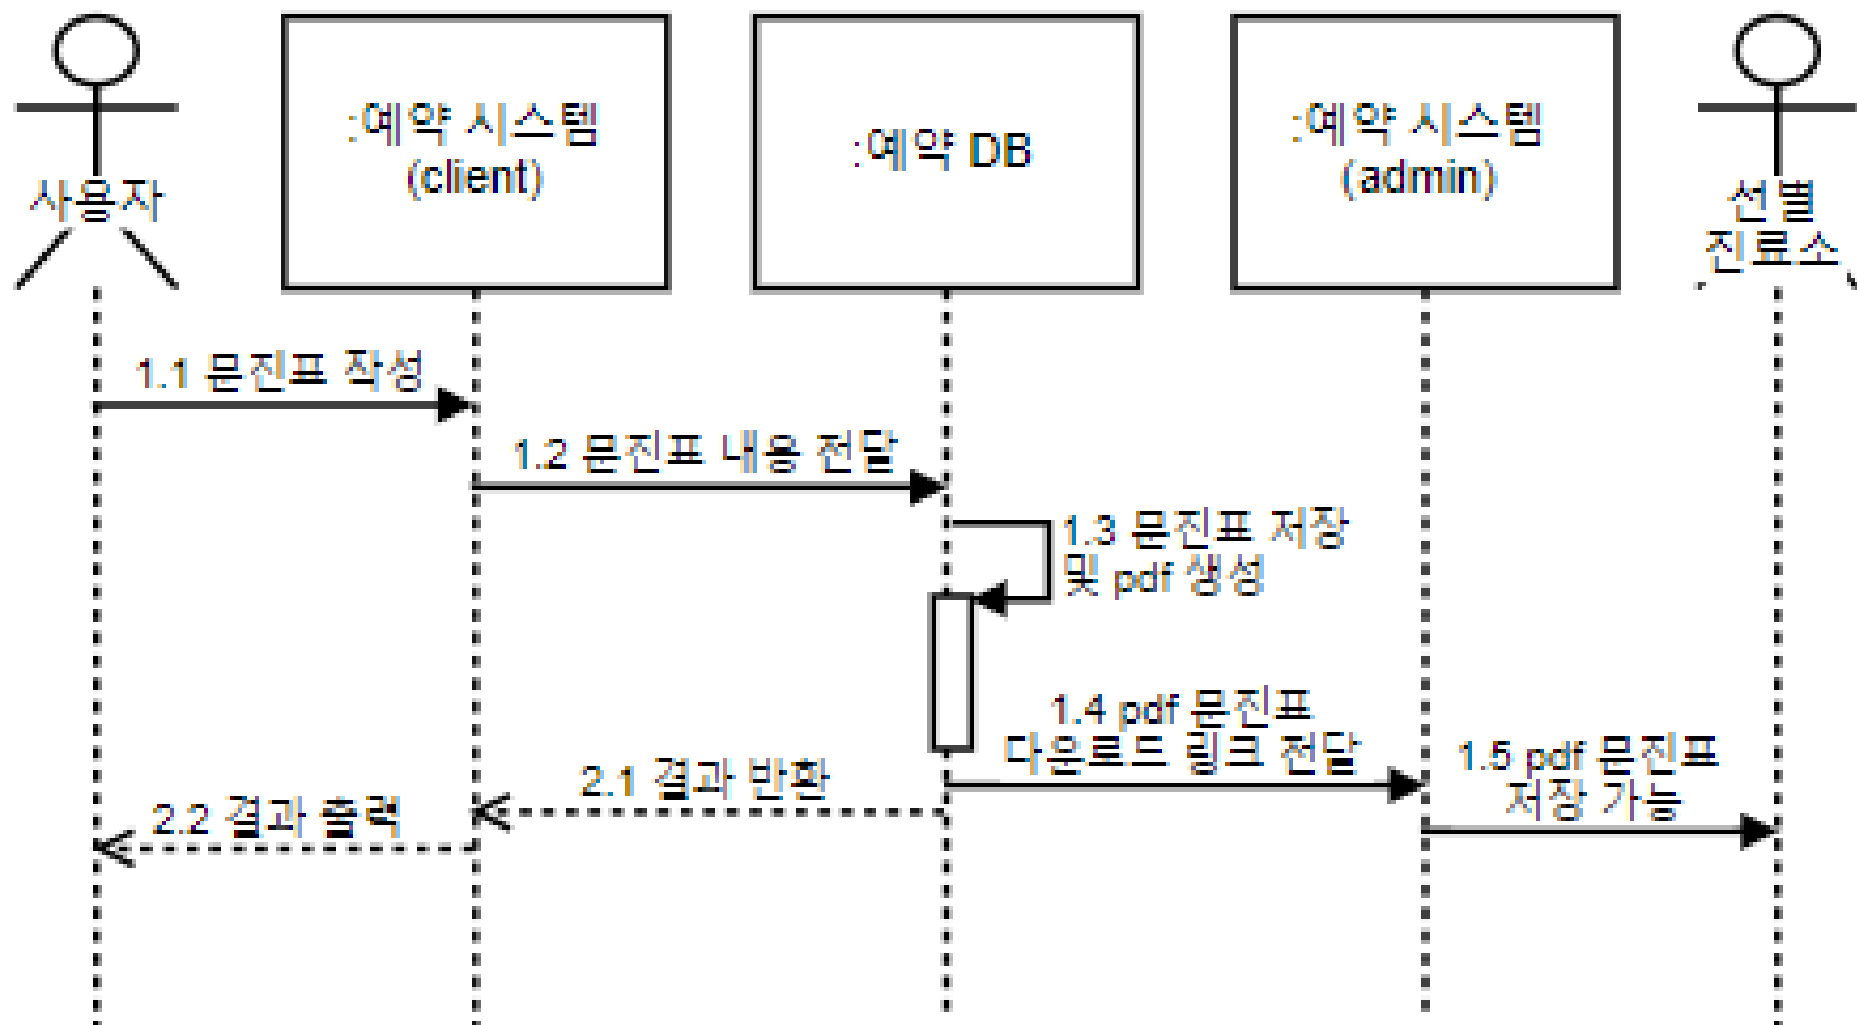 사용자
:예약 시스템
(client)
:예약 DB
:예약 시스템
(admin)
선별
진료소
1.1 문진표 작성
1.2 문진표 내용 전달
1.3 문진표 저장
및 pdf 생성
1.4 pdf 문진표
다운로드 링크 전달
1.5 pdf 문진표
저장 가능
2.1 결과 반환
2.2 결과 출력